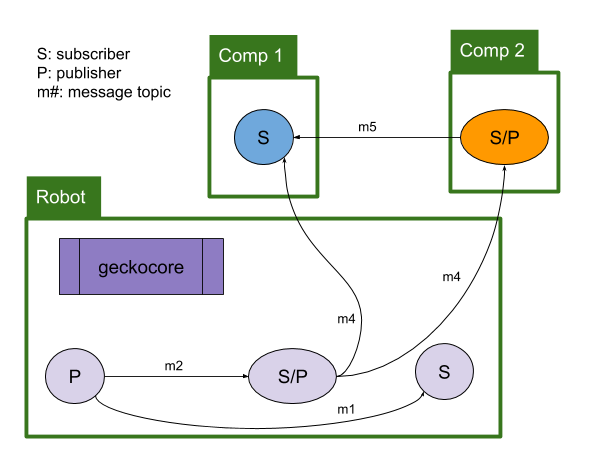 S: subscriber
P: publisher
m#: message topic
Comp 1
Comp 2
S
m5
S/P
Robot
geckocore
m4
m4
P
m2
S/P
S
m1